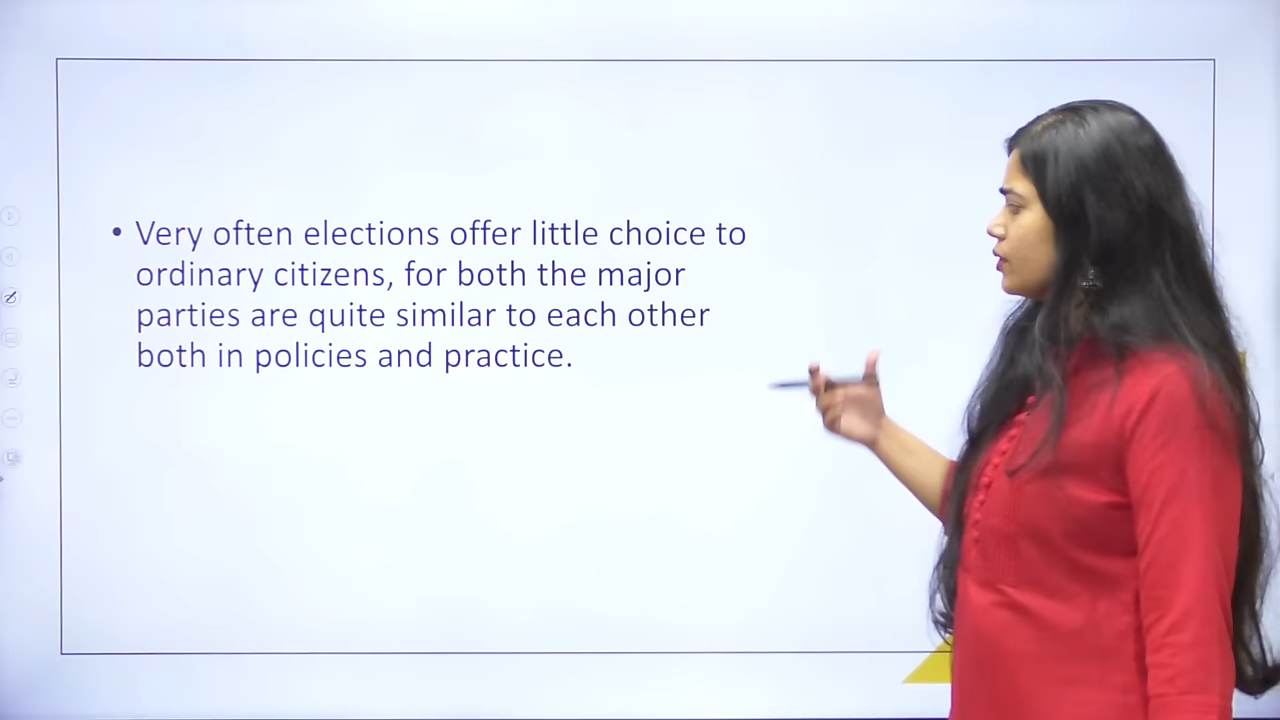 • Very often elections offer little choice to
ordinary citizens, for both the major
parties are quite similar to each other
both in policies and practice.